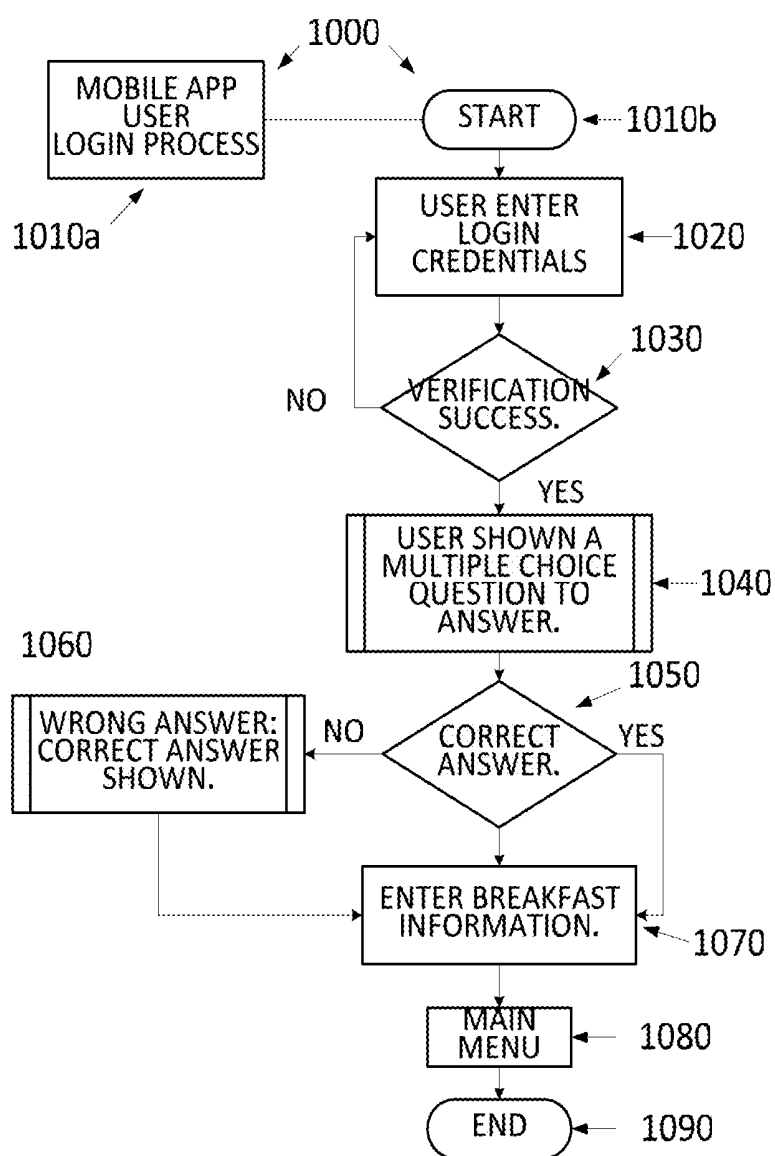 1000
MOBILE APP
USER
LOGIN PROCESS
START
1010b
1010a
USER ENTER
LOGIN
CREDENTIALS
1020
1030
NO
VERIFICATION
SUCCESS.
YES
USER SHOWN A
MULTIPLE CHOICE
QUESTION TO
ANSWER.
1040
1060
1050
WRONG ANSWER:
CORRECT ANSWER
SHOWN.
NO
CORRECT
ANSWER.
YES
ENTER BREAKFAST
INFORMATION.
1070
MAIN
MENU
1080
END
1090